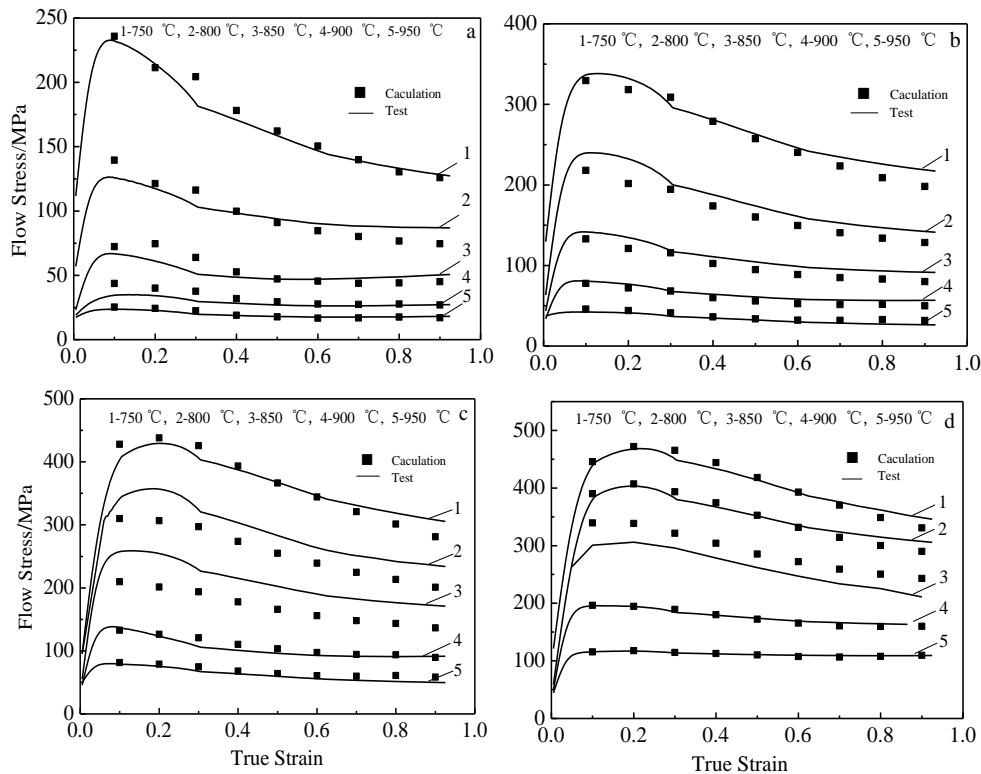 250
200
150
100
50
0
Flow Stress/MPa
1-750 ℃, 2-800 ℃, 3-850 ℃, 4-900 ℃, 5-950 ℃
a
Caculation
Test
1
2
3
4
5
0.0 0.2 0.4 0.6 0.8 1.0
400
300
200
100
0
1-750 ℃, 2-800 ℃, 3-850 ℃, 4-900 ℃, 5-950 ℃
b
Caculation
Test
1
2
3
4
5
0.0 0.2 0.4 0.6 0.8 1.0
500
400
300
200
100
0
Flow Stress/MPa
1-750 ℃, 2-800 ℃, 3-850 ℃, 4-900 ℃, 5-950 ℃
c
Caculation
Test
1
2
3
4
5
0.0 0.2 0.4 0.6 0.8 1.0
True Strain
500
400
300
200
100
0
1-750 ℃, 2-800 ℃, 3-850 ℃, 4-900 ℃, 5-950 ℃
d
Caculation
Test
1
2
3
4
5
0.0 0.2 0.4 0.6 0.8 1.0
True Strain